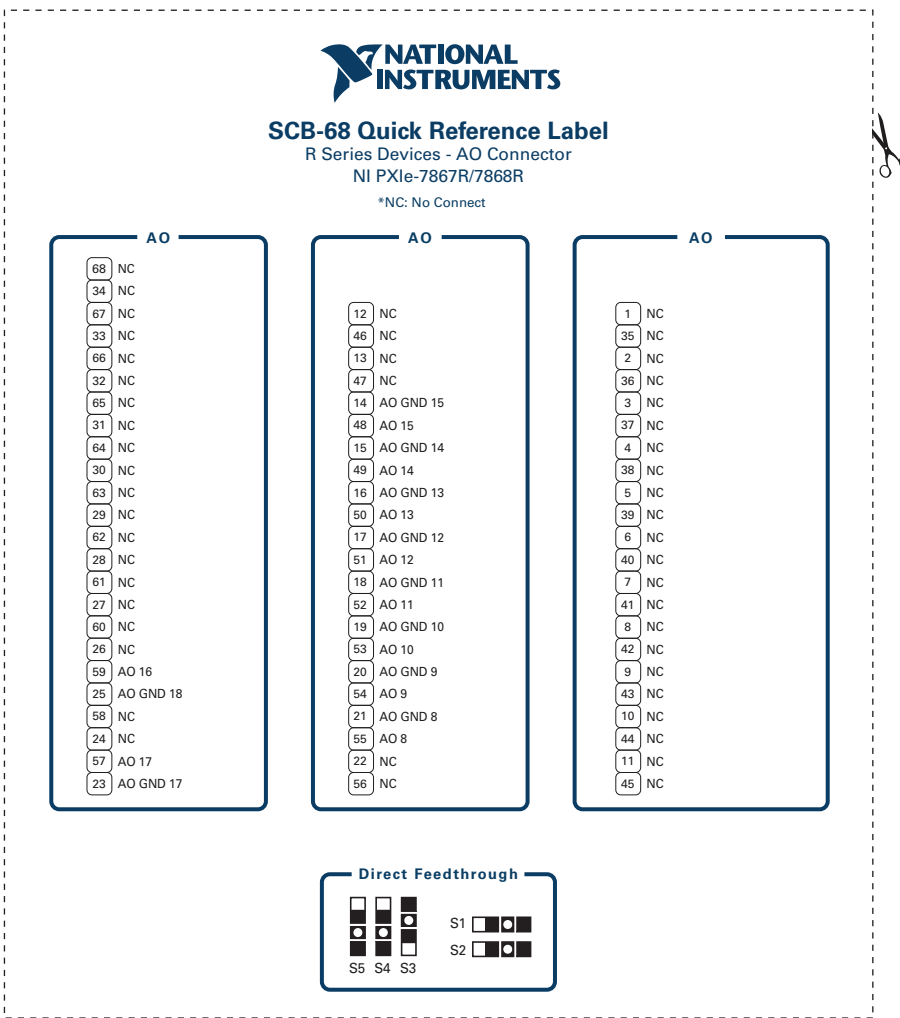 NATIONAL
INSTRUMENTS
SCB-68 Quick Reference Label
R Series Devices - AO Connector
NI PXIe-7867R/7868R
*NC: No Connect
AO
68 NC
34 NC
67 NC
33 NC
66 NC
32 NC
65 NC
31 NC
64 NC
30 NC
63 NC
29 NC
62 NC
28 NC
61 NC
27 NC
60 NC
26 NC
59 AO 16
25 AO GND 18
58 NC
24 NC
57 AO 17
23 AO GND 17
AO
12 NC
46 NC
13 NC
47 NC
14 AO GND 15
48 AO 15
15 AO GND 14
49 AO 14
16 AO GND 13
50 AO 13
17 AO GND 12
51 AO 12
18 AO GND 11
52 AO 11
19 AO GND 10
53 AO 10
20 AO GND 9
54 AO 9
21 AO GND 8
55 AO 8
22 NC
56 NC
AO
1 NC
35 NC
2 NC
36 NC
3 NC
37 NC
4 NC
38 NC
5 NC
39 NC
6 NC
40 NC
7 NC
41 NC
8 NC
42 NC
9 NC
43 NC
10 NC
44 NC
11 NC
45 NC
Direct Feedthrough
S5 S4 S3
S1
S2